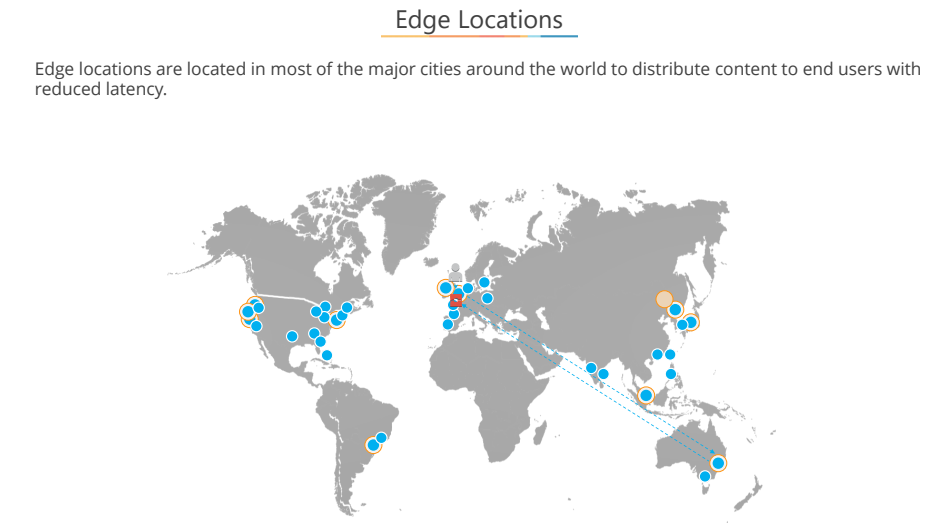 Edge Locations
Edge locations are located in most of the major cities around the world to distribute content to end users with
reduced latency.